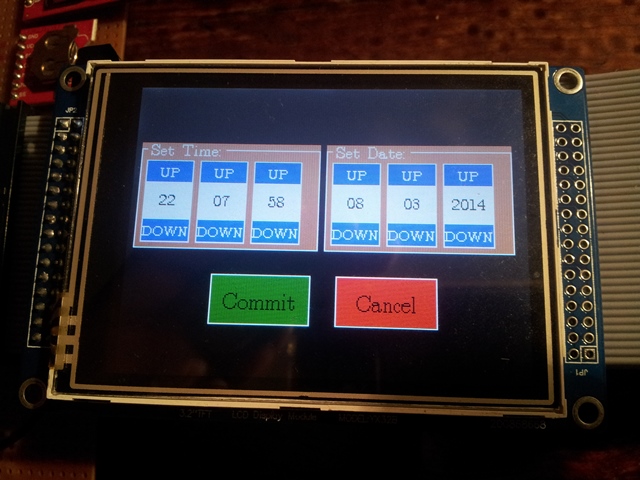 Set Time: Set Date:
UP UP UP UP UP UP
22 07 58 08 03 2014
DOWN DOWN DOWN DOWN DOWN DOWN
Commit Cancel
JP1